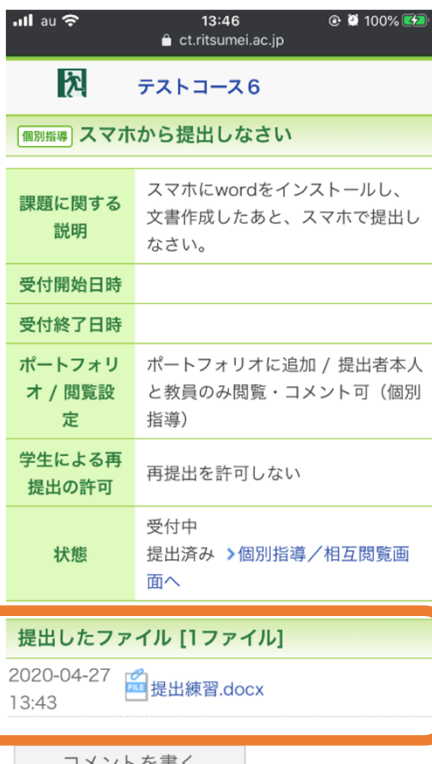 au 13:46 100%
ct.ritsumei.ac.jp
テストコース6
個別指導 スマホから提出しなさい
課題に関する
説明
スマホにwordをインストールし、
文書作成したあと、スマホで提出し
なさい。
受付開始日時
受付終了日時
ポートフォリ
オ / 閲覧設
定
ポートフォリオに追加 / 提出者本人
と教員のみ閲覧・コメント可（個別
指導）
学生による再
提出の許可
再提出を許可しない
状態
受付中
提出済み 個別指導／相互閲覧画
面へ
提出したファイル [1ファイル]
2020-04-27
13:43
FILE 提出練習.docx
コメントを書く